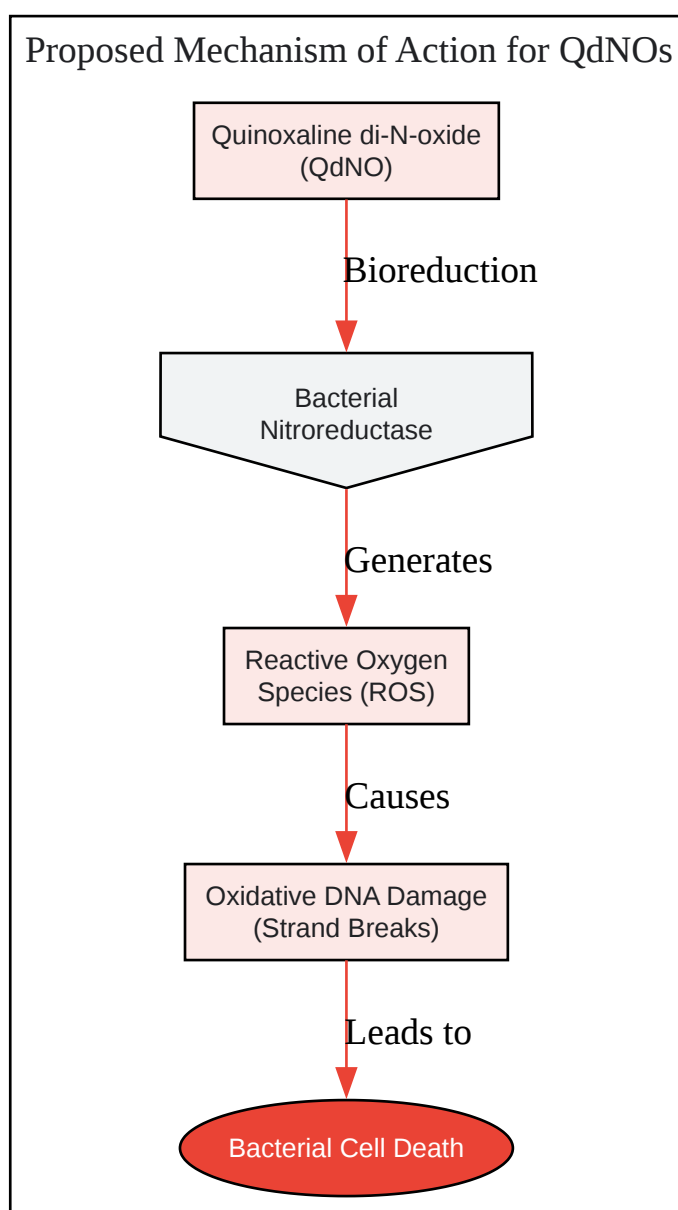 Proposed Mechanism of Action for QdNOs
Quinoxaline di-N-oxide
(QdNO)
Bioreduction
Bacterial
Nitroreductase
Generates
Reactive Oxygen
Species (ROS)
Causes
Oxidative DNA Damage
(Strand Breaks)
Leads to
Bacterial Cell Death